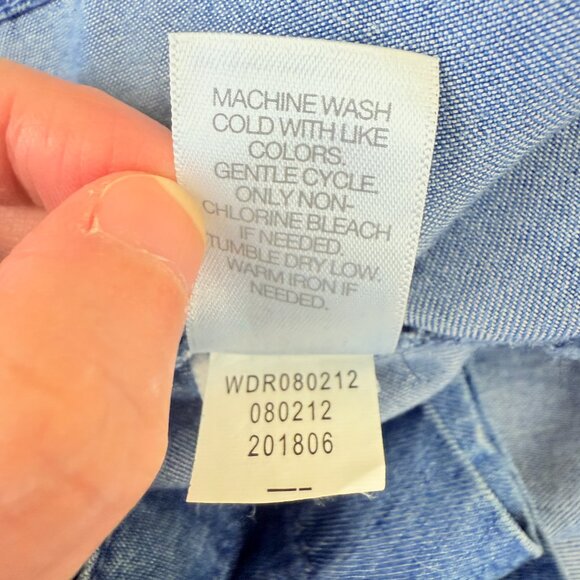 MACHINE WASH
COLD WITH LIKE
COLORS.
GENTLE CYCLE.
ONLY NON-
CHLORINE BLEACH
IF NEEDED.
TUMBLE DRY LOW.
WARM IRON IF
NEEDED.
WDR080212
080212
201806